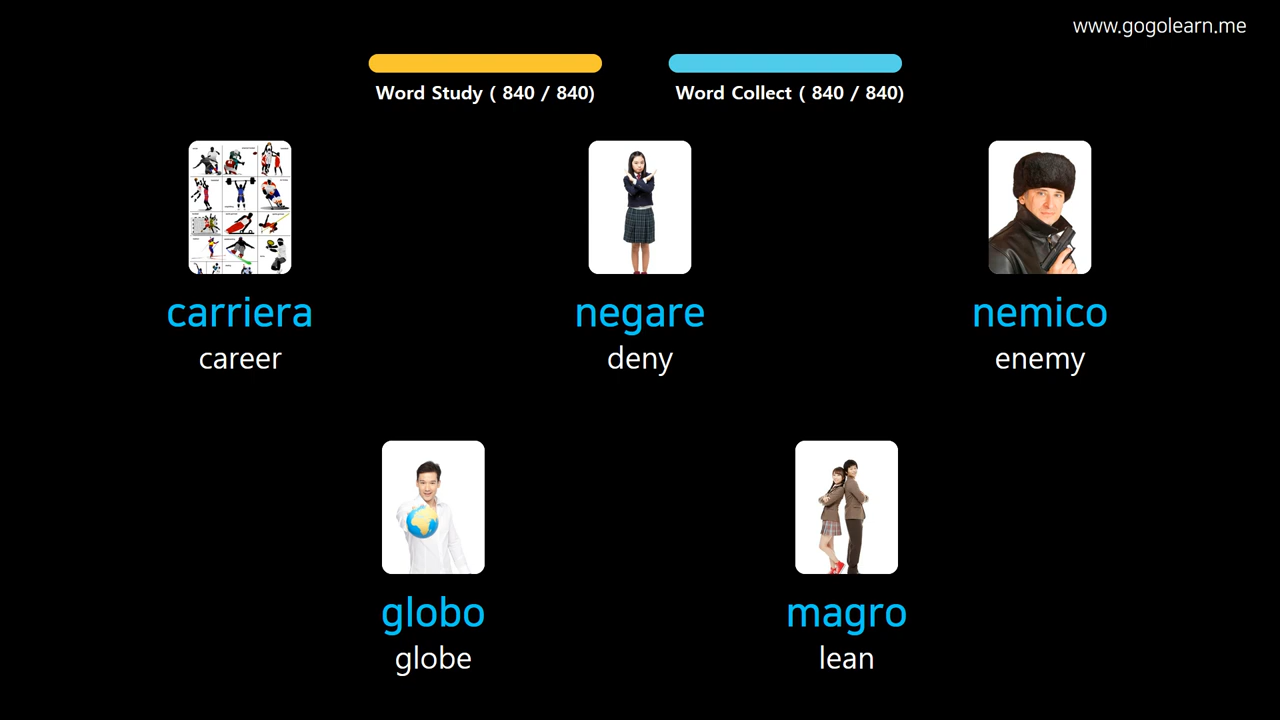 www.gogolearn.me
Word Study ( 840 / 840)
Word Collect ( 840 / 840)
carriera
career
negare
deny
nemico
enemy
globo
globe
magro
lean